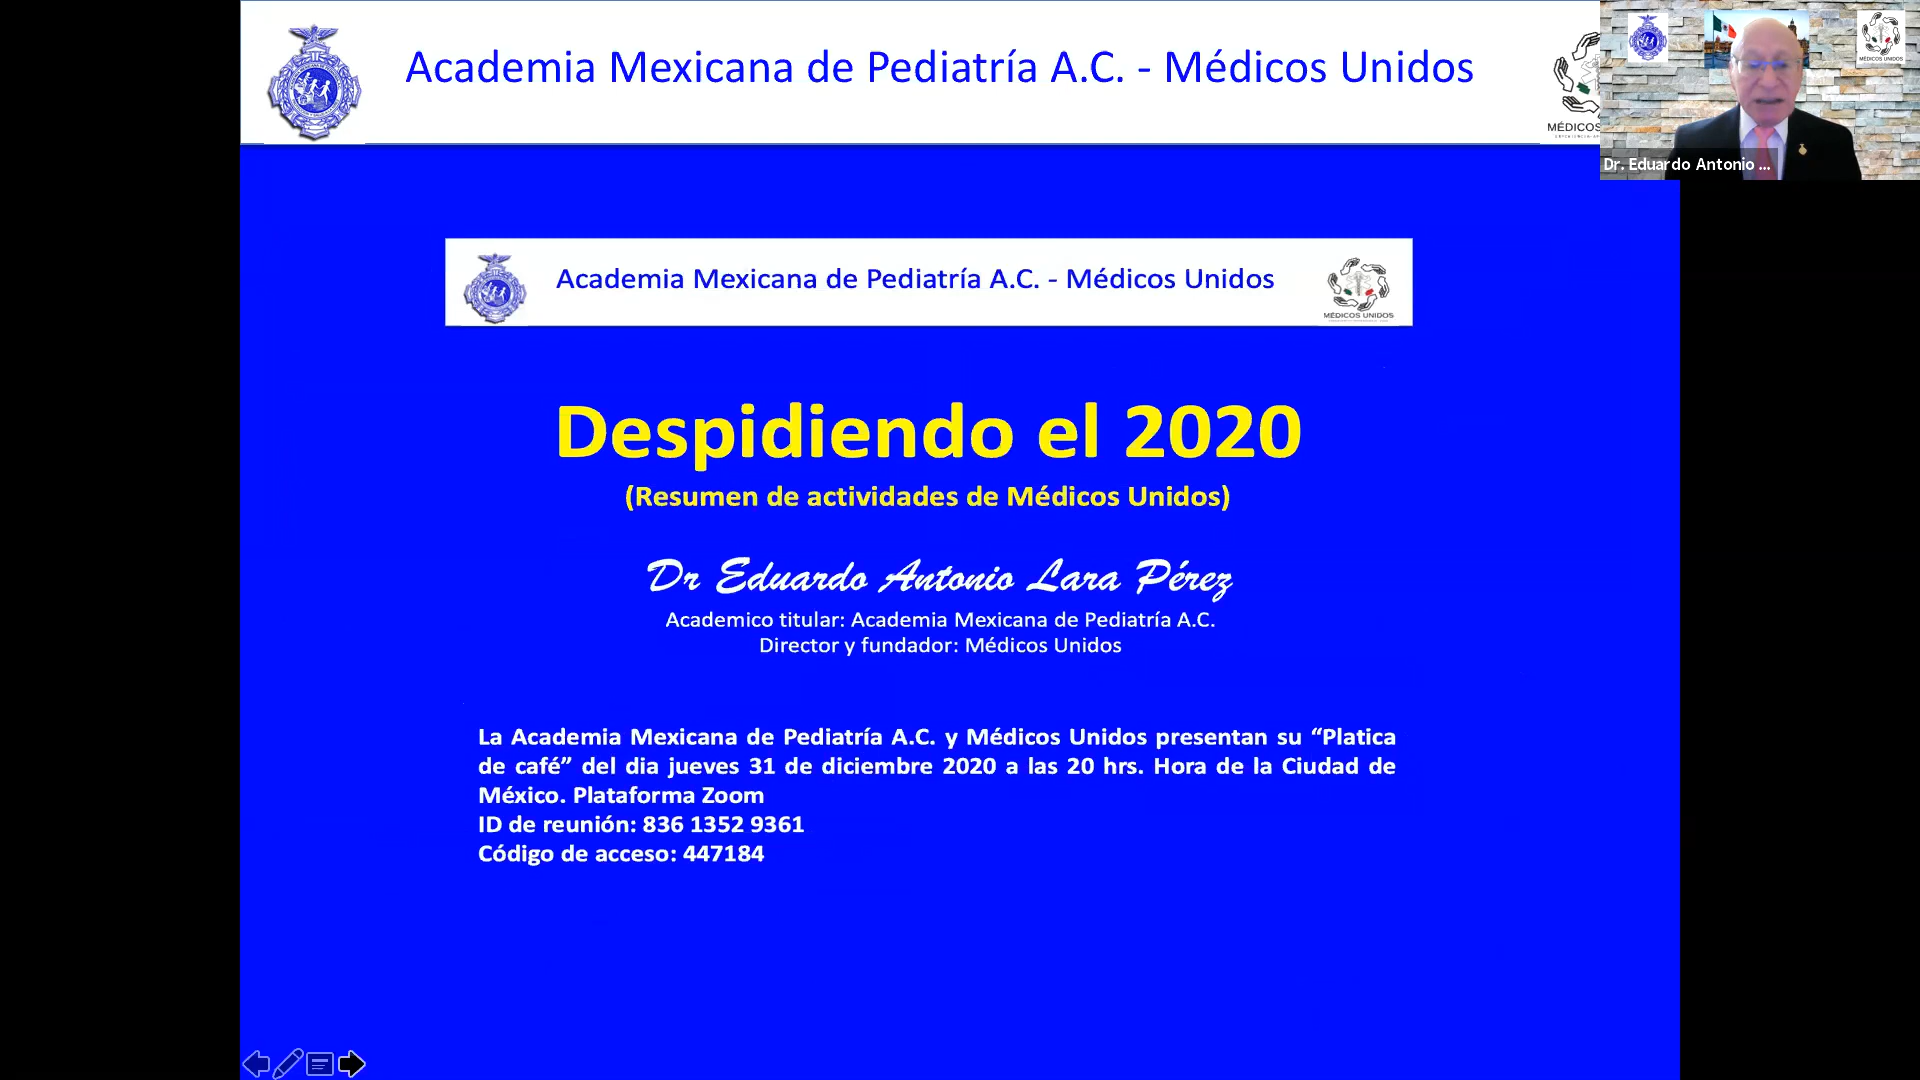 Academia Mexicana de Pediatría A.C. - Médicos Unidos
MÉDICOS
MÉDICOS UNIDOS
Dr. Eduardo Antonio ...
Academia Mexicana de Pediatría A.C. - Médicos Unidos
MÉDICOS UNIDOS
Despidiendo el 2020
(Resumen de actividades de Médicos Unidos)
Dr Eduardo Antonio Lara Pérez
Academico titular: Academia Mexicana de Pediatría A.C.
Director y fundador: Médicos Unidos
La Academia Mexicana de Pediatría A.C. y Médicos Unidos presentan su “Platica
de café” del dia jueves 31 de diciembre 2020 a las 20 hrs. Hora de la Ciudad de
México. Plataforma Zoom
ID de reunión: 836 1352 9361
Código de acceso: 447184